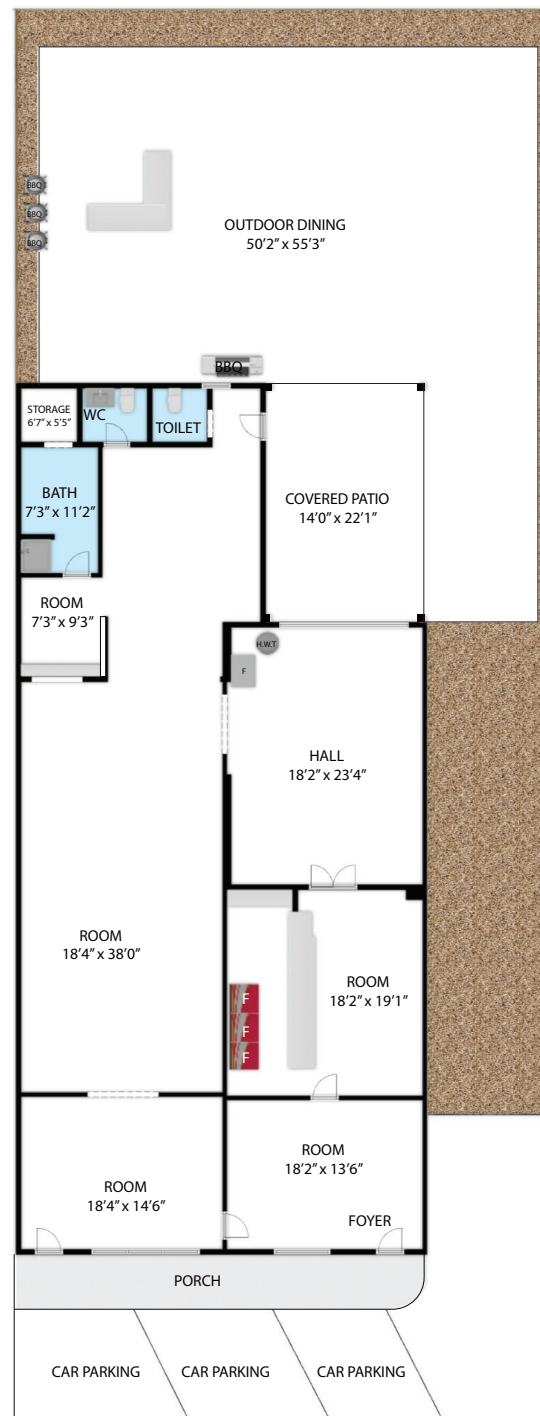 OUTDOOR DINING
50'2" x 55'3"
BBQ
BBQ
BBQ
BBQ
STORAGE
6'7" x 5'5"
WC
TOILET
BATH
7'3" x 11'2"
COVERED PATIO
14'0" x 22'1"
ROOM
7'3" x 9'3"
H.W.T
F
HALL
18'2" x 23'4"
ROOM
18'4" x 38'0"
ROOM
18'2" x 19'1"
F
F
F
ROOM
18'2" x 13'6"
ROOM
18'4" x 14'6"
FOYER
PORCH
CAR PARKING
CAR PARKING
CAR PARKING